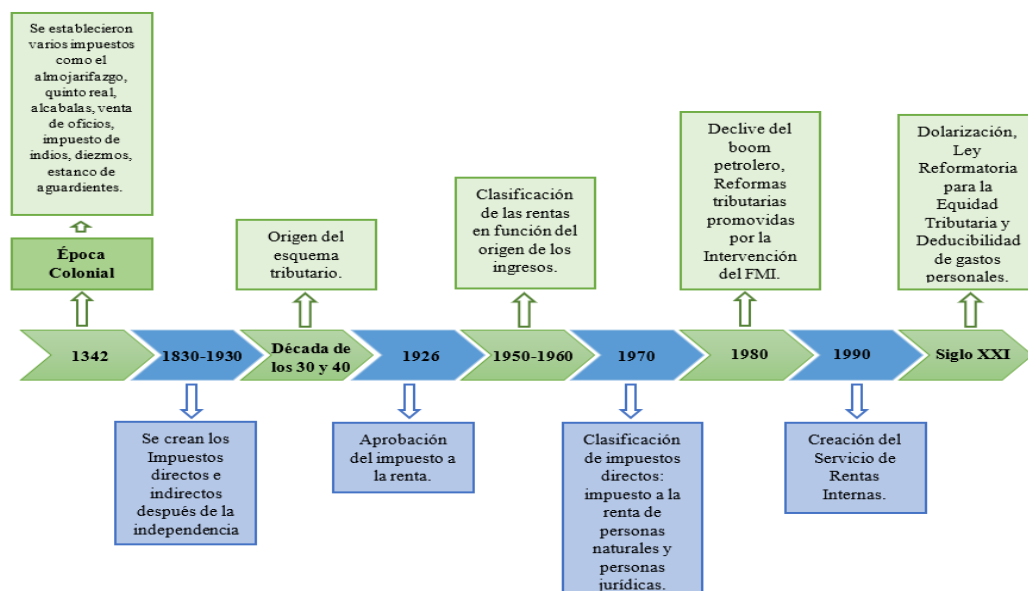 Se establecieron
varios impuestos
como el
almojarifazgo,
quinto real,
alcabalas, venta
de oficios,
impuesto de
indios, diezmos,
estanco de
aguardientes.
Época
Colonial
Origen del
esquema
tributario.
Clasificación
de las rentas
en función del
origen de los
ingresos.
Declive del
boom
petrolero,
Reformas
tributarias
promovidas
por la
Intervención
del FMI.
Dolarización,
Ley
Reformatoria
para la
Equidad
Tributaria y
Deducibilidad
de gastos
personales.
1342
1830-1930
Década de
los 30 y 40
1926
1950-1960
1970
1980
1990
Siglo XXI
Se crean los
Impuestos
directos e
indirectos
después de la
independencia
Aprobación
del impuesto a
la renta.
Clasificación
de impuestos
directos:
impuesto a la
renta de
personas
naturales y
personas
jurídicas.
Creación del
Servicio de
Rentas
Internas.